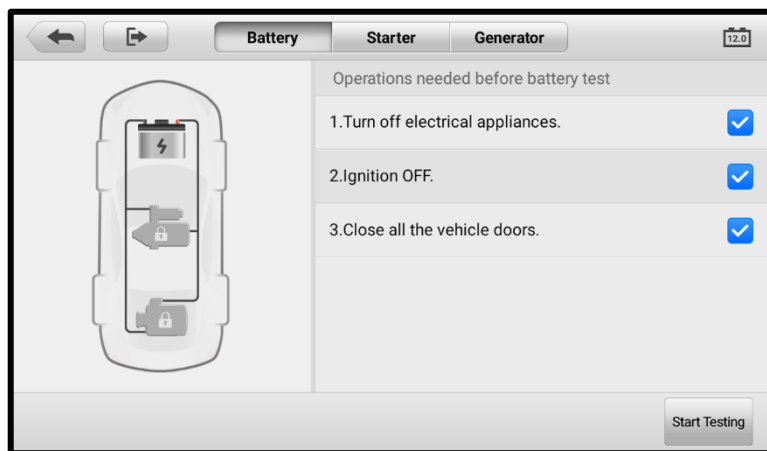 Battery
Starter
Generator
12.0
Operations needed before battery test
1.Turn off electrical appliances.
2.Ignition OFF.
3.Close all the vehicle doors.
Start Testing